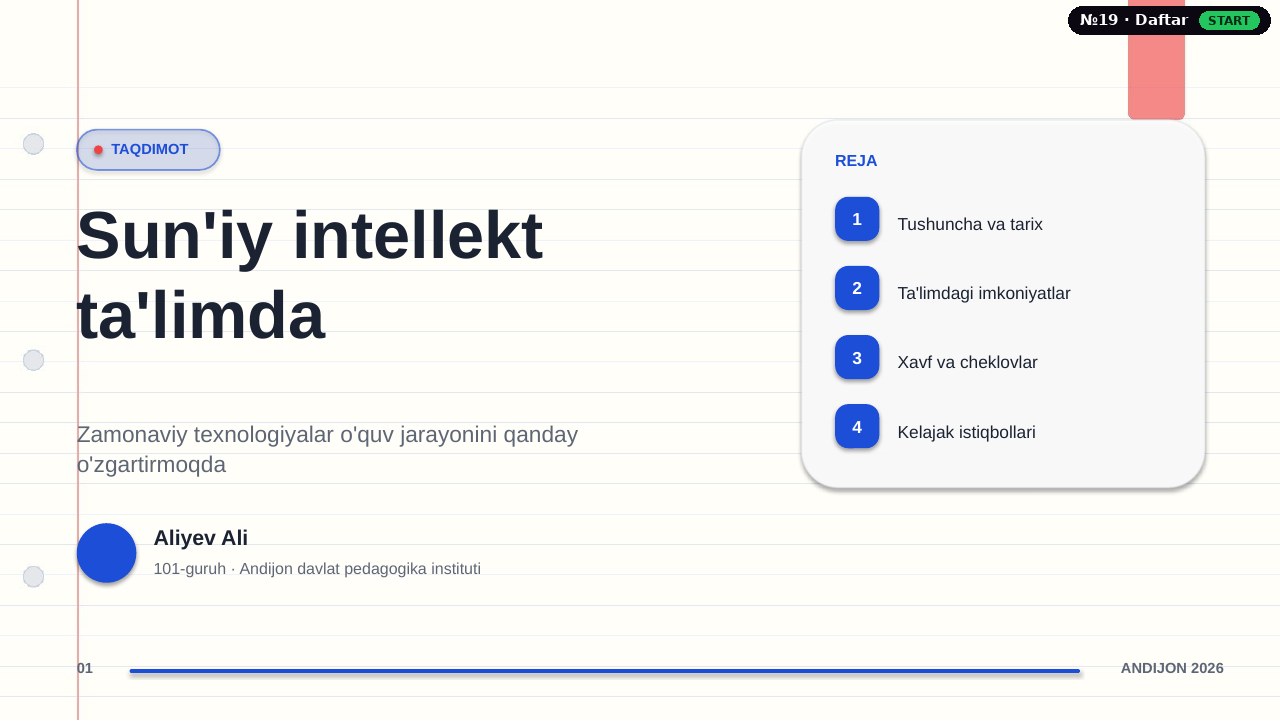 №19 · Daftar START
TAQDIMOT
Sun'iy intellekt
ta'limda
Zamonaviy texnologiyalar o'quv jarayonini qanday
o'zgartirmoqda
Aliyev Ali
101-guruh · Andijon davlat pedagogika instituti
REJA
1 Tushuncha va tarix
2 Ta'limdagi imkoniyatlar
3 Xavf va cheklovlar
4 Kelajak istiqbollari
01
ANDIJON 2026